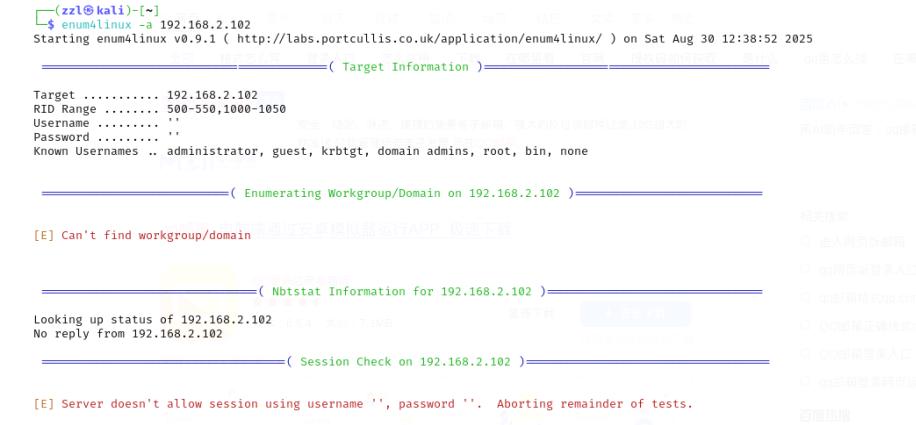 ┌──(zzl㉿kali)-[~]
└─$ enum4linux -a 192.168.2.102
Starting enum4linux v0.9.1 ( http://labs.portcullis.co.uk/application/enum4linux/ ) on Sat Aug 30 12:38:52 2025
=========================================( Target Information )=========================================
Target ........... 192.168.2.102
RID Range ........ 500-550,1000-1050
Username ......... ''
Password ......... ''
Known Usernames .. administrator, guest, krbtgt, domain admins, root, bin, none
===========================( Enumerating Workgroup/Domain on 192.168.2.102 )===========================
[E] Can't find workgroup/domain
===============================( Nbtstat Information for 192.168.2.102 )===============================
Looking up status of 192.168.2.102
No reply from 192.168.2.102
===================================( Session Check on 192.168.2.102 )===================================
[E] Server doesn't allow session using username '', password ''.  Aborting remainder of tests.